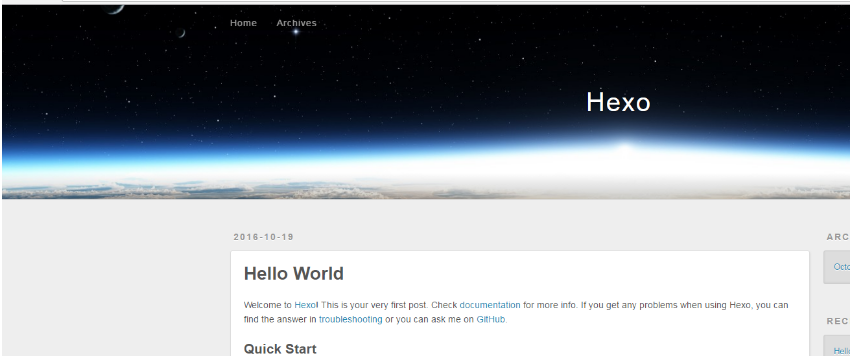 Home Archives
Hexo
2016-10-19
ARC
Hello World
Octo
Welcome to Hexo! This is your very first post. Check documentation for more info. If you get any problems when using Hexo, you can
find the answer in troubleshooting or you can ask me on GitHub.
REC
Quick Start
Hello